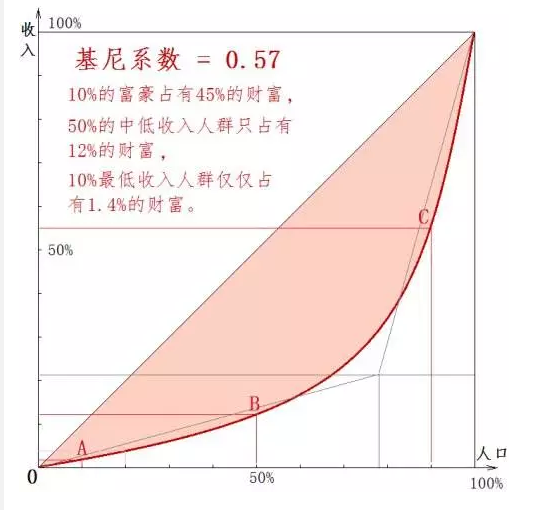 收入
100%
基尼系数 = 0.57
10%的富豪占有45%的财富，
50%的中低收入人群只占有
12%的财富，
10%最低收入人群仅仅占
有1.4%的财富。
C
50%
B
A
人口
O
50%
100%